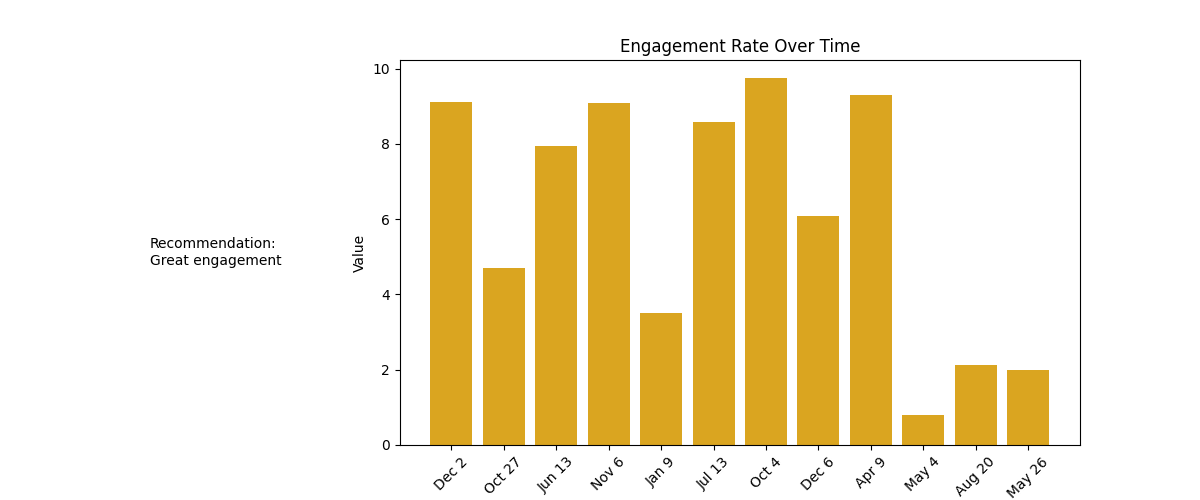 Engagement Rate Over Time
Recommendation:
Great engagement
Value
10
8
6
4
2
0
Dec 2
Oct 27
Jun 13
Nov 6
Jan 9
Jul 13
Oct 4
Dec 6
Apr 9
May 4
Aug 20
May 26